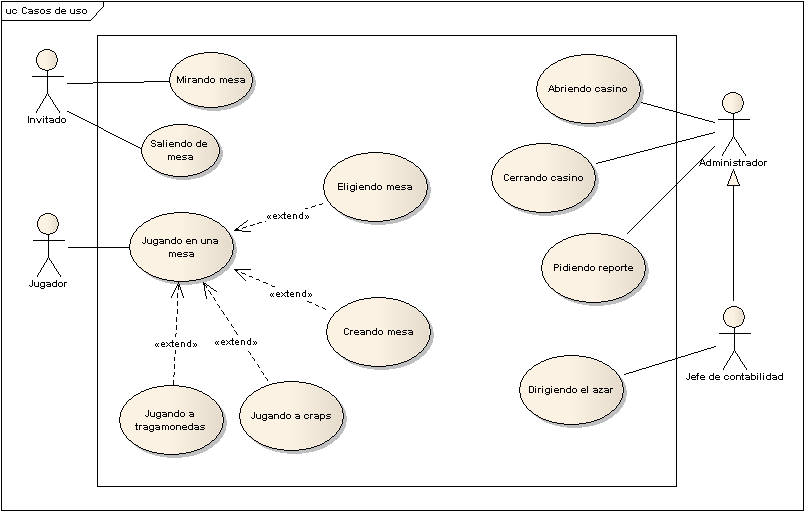 uc Casos de uso
Invitado
Mirando mesa
Saliendo de
mesa
Abriendo casino
Administrador
Cerrando casino
Eligiendo mesa
«extend»
Jugador
Jugando en una
mesa
Pidiendo reporte
«extend»
Creando mesa
«extend»
«extend»
Jefe de contabilidad
Dirigiendo el azar
Jugando a
tragamonedas
Jugando a craps